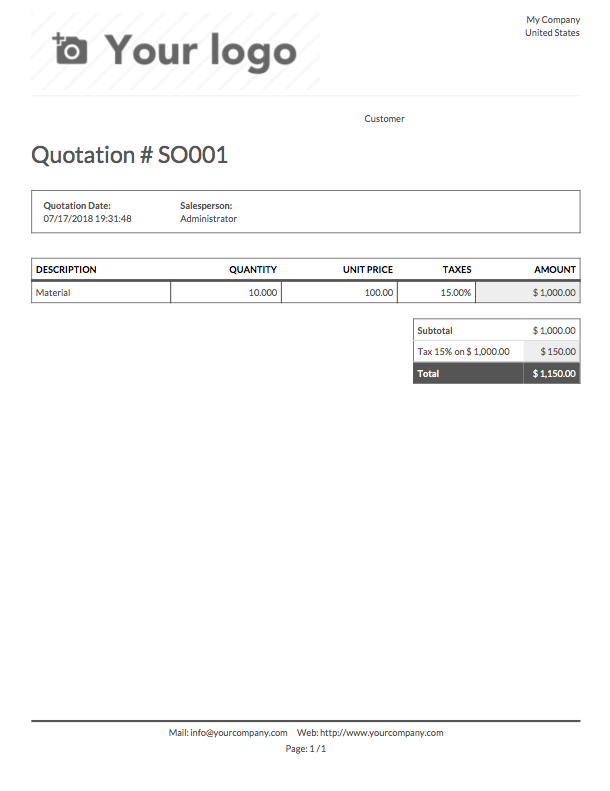 Your logo
My Company
United States
Customer
Quotation # SO001
Quotation Date: Salesperson:
07/17/2018 19:31:48 Administrator
DESCRIPTION QUANTITY UNIT PRICE TAXES AMOUNT
Material 10.000 100.00 15.00% $ 1,000.00
Subtotal $ 1,000.00
Tax 15% on $ 1,000.00 $ 150.00
Total $ 1,150.00
Mail: info@yourcompany.com Web: http://www.yourcompany.com
Page: 1 / 1